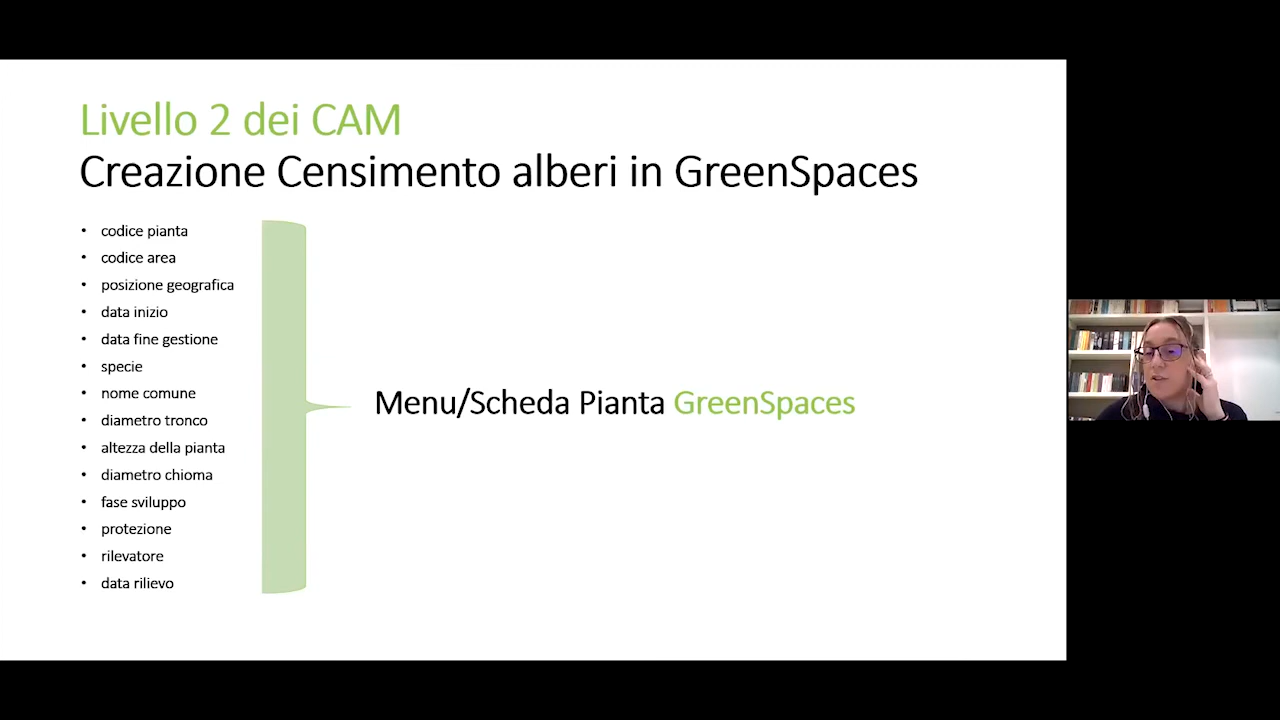 Livello 2 dei CAM
Creazione Censimento alberi in GreenSpaces
• codice pianta
• codice area
• posizione geografica
• data inizio
• data fine gestione
• specie
• nome comune
• diametro tronco
• altezza della pianta
• diametro chioma
• fase sviluppo
• protezione
• rilevatore
• data rilievo
Menu/Scheda Pianta GreenSpaces